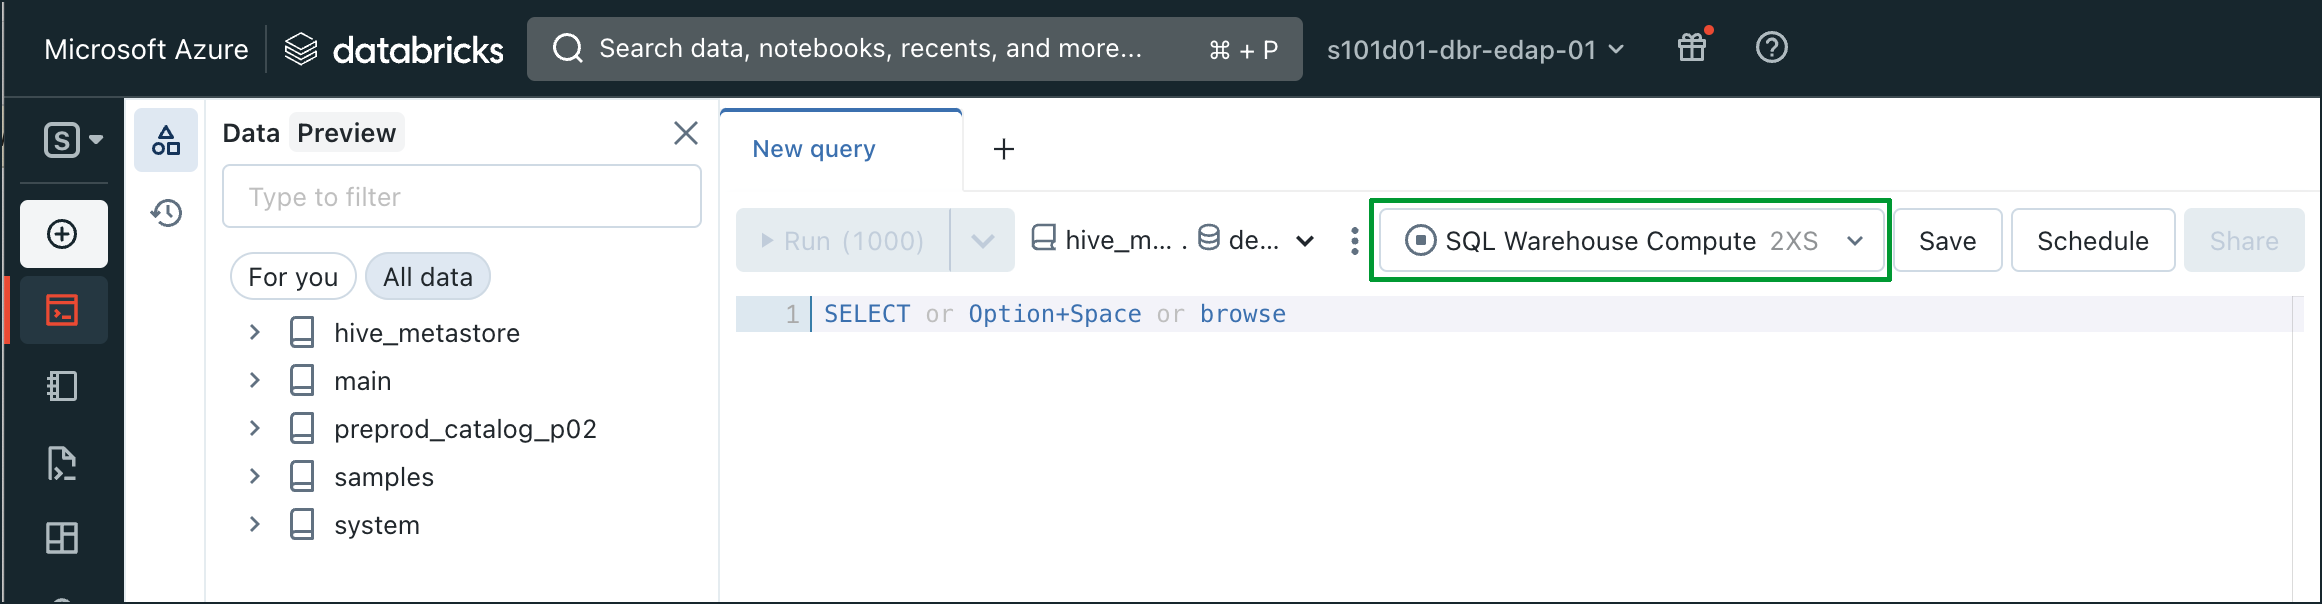 Microsoft Azure databricks Search data, notebooks, recents, and more... ⌘ + P s101d01-dbr-edap-01
S
Data Preview
New query +
Type to filter
Run (1000) hive_m... . de... SQL Warehouse Compute 2XS Save Schedule Share
For you All data
1 SELECT or Option+Space or browse
hive_metastore
main
preprod_catalog_p02
samples
system